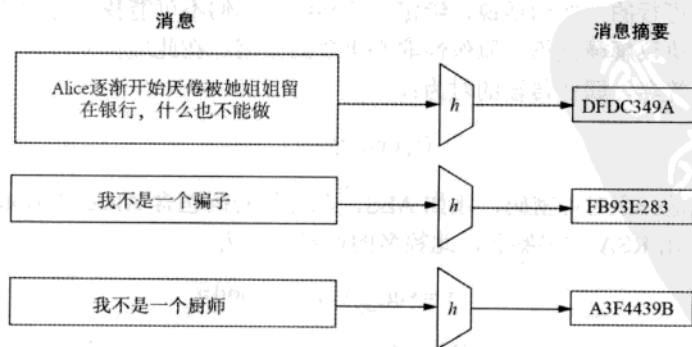 消息
消息摘要
Alice逐渐开始厌倦被她姐姐留
在银行，什么也不能做
h
DFDC349A
我不是一个骗子
h
FB93E283
我不是一个厨师
h
A3F4439B